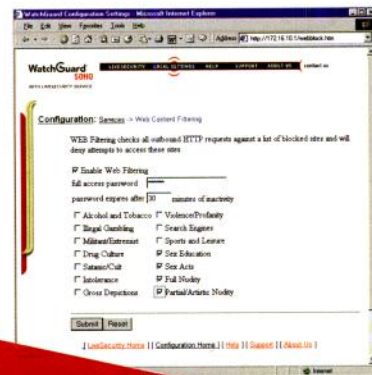 WatchGuard Configuration Settings - Microsoft Internet Explorer
File Edit View Favorites Tools Help
Address http://172.16.10.1/webblock.htm
WatchGuard
SOHO
LIVESECURITY LOCAL SETTINGS HELP SUPPORT ABOUT US contact us
WITH LIVESECURITY SERVICE
Configuration: Services -> Web Content Filtering
WEB Filtering checks all outbound HTTP requests against a list of blocked sites and will
deny attempts to access these sites
Enable Web Filtering
full access password
password expires after 30 minutes of inactivity
Alcohol and Tobacco Violence/Profanity
Illegal Gambling Search Engines
Militant/Extremist Sports and Leisure
Drug Culture Sex Education
Satanic/Cult Sex Acts
Intolerance Full Nudity
Gross Depictions Partial/Artistic Nudity
Submit Reset
[ LiveSecurity Home ] [ Configuration Home ] [ Help ] [ Support ] [ About Us ]
Internet